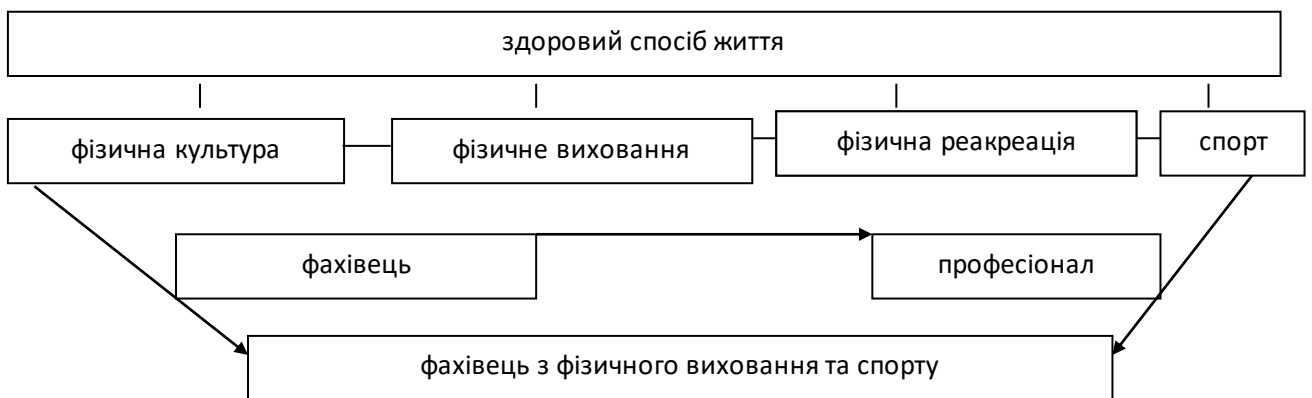 здоровий спосіб життя
фізична культура
фізичне виховання
фізична реакреація
спорт
фахівець
професіонал
фахівець з фізичного виховання та спорту